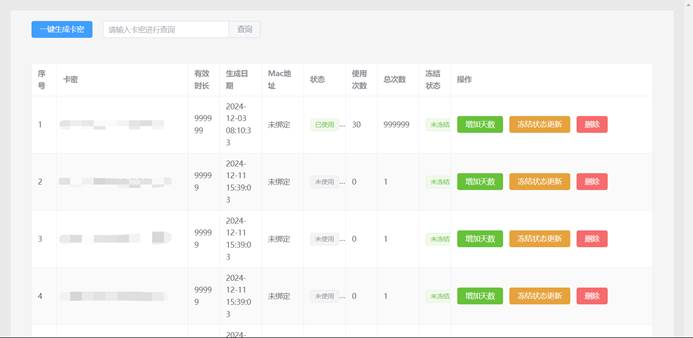 一键生成卡密 请输入卡密进行查询 查询
序号 卡密 有效时长 生成日期 Mac地址 状态 使用次数 总次数 冻结状态 操作
1 999999 2024-12-03 08:10:33 未绑定 已使用 ... 30 999999 未冻结 增加天数 冻结状态更新 删除
2 99999 2024-12-11 15:39:03 未绑定 未使用 ... 0 1 未冻结 增加天数 冻结状态更新 删除
3 99999 2024-12-11 15:39:03 未绑定 未使用 ... 0 1 未冻结 增加天数 冻结状态更新 删除
4 99999 2024-12-11 15:39:03 未绑定 未使用 ... 0 1 未冻结 增加天数 冻结状态更新 删除
2024-